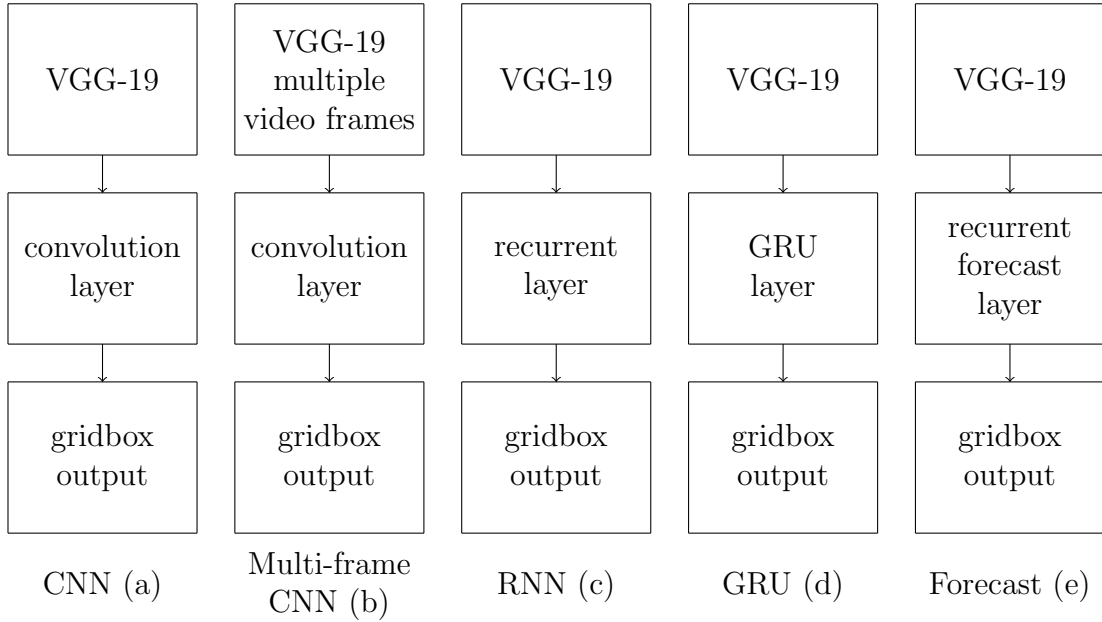 VGG-19
VGG-19
multiple
video frames
VGG-19
VGG-19
VGG-19
convolution
layer
convolution
layer
recurrent
layer
GRU
layer
recurrent
forecast
layer
gridbox
output
gridbox
output
gridbox
output
gridbox
output
gridbox
output
CNN (a)
Multi-frame
CNN (b)
RNN (c)
GRU (d)
Forecast (e)